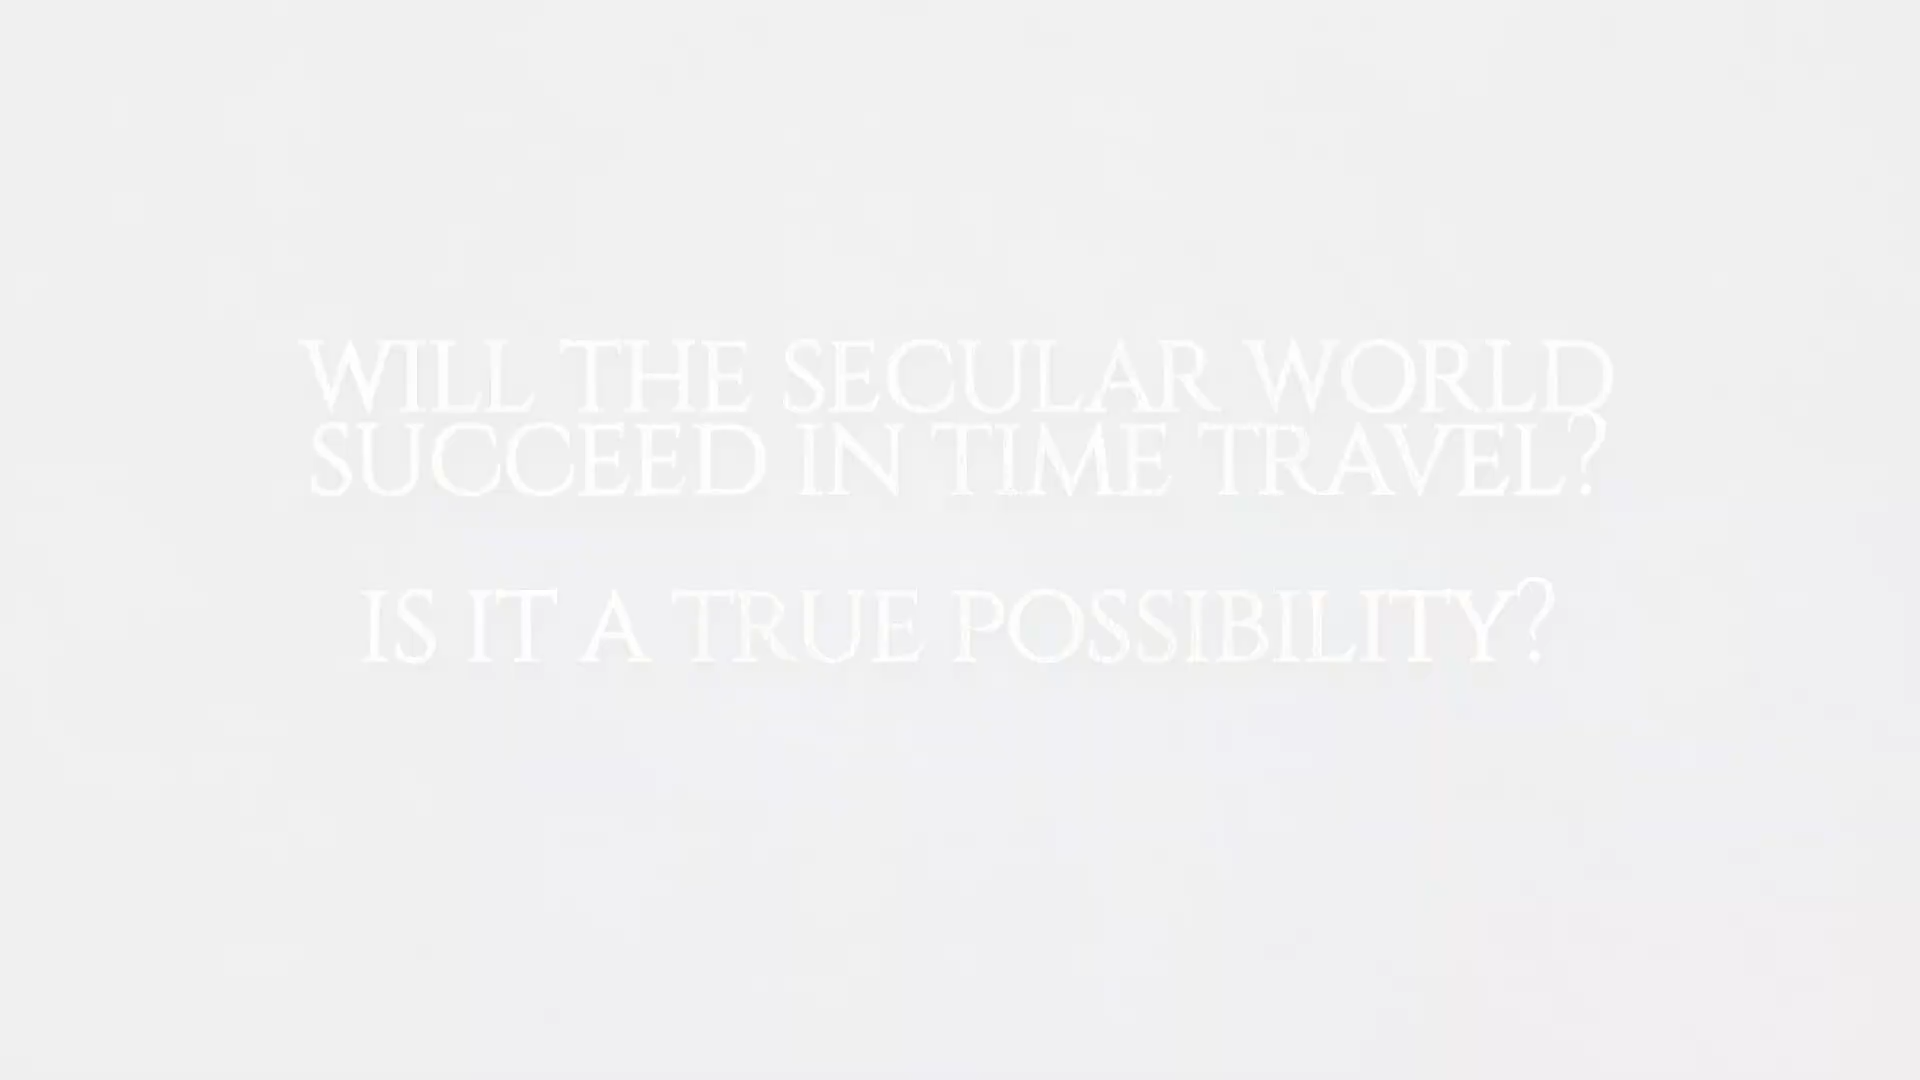 WILL THE SECULAR WORLD
SUCCEED IN TIME TRAVEL?
IS IT A TRUE POSSIBILITY?